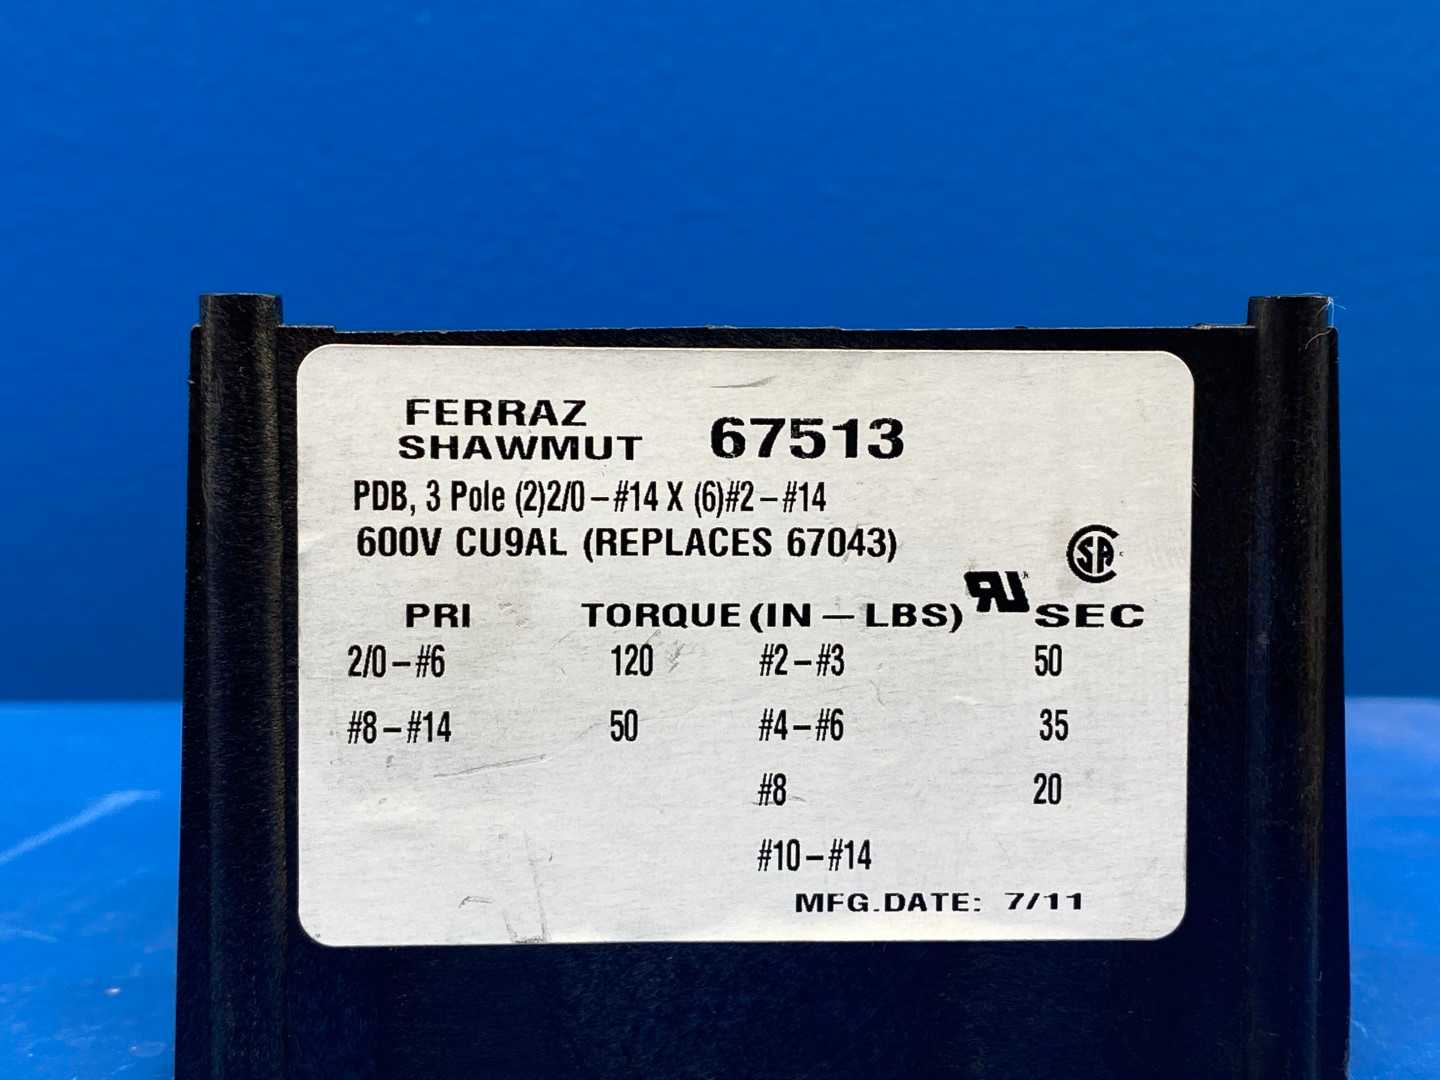 FERRAZ
SHAWMUT 67513
PDB, 3 Pole (2)2/0-#14 X (6)#2-#14
600V CU9AL (REPLACES 67043)
PRI TORQUE (IN-LBS) SEC
2/0-#6 120 #2-#3 50
#8-#14 50 #4-#6 35
#8 20
#10-#14
MFG.DATE: 7/11